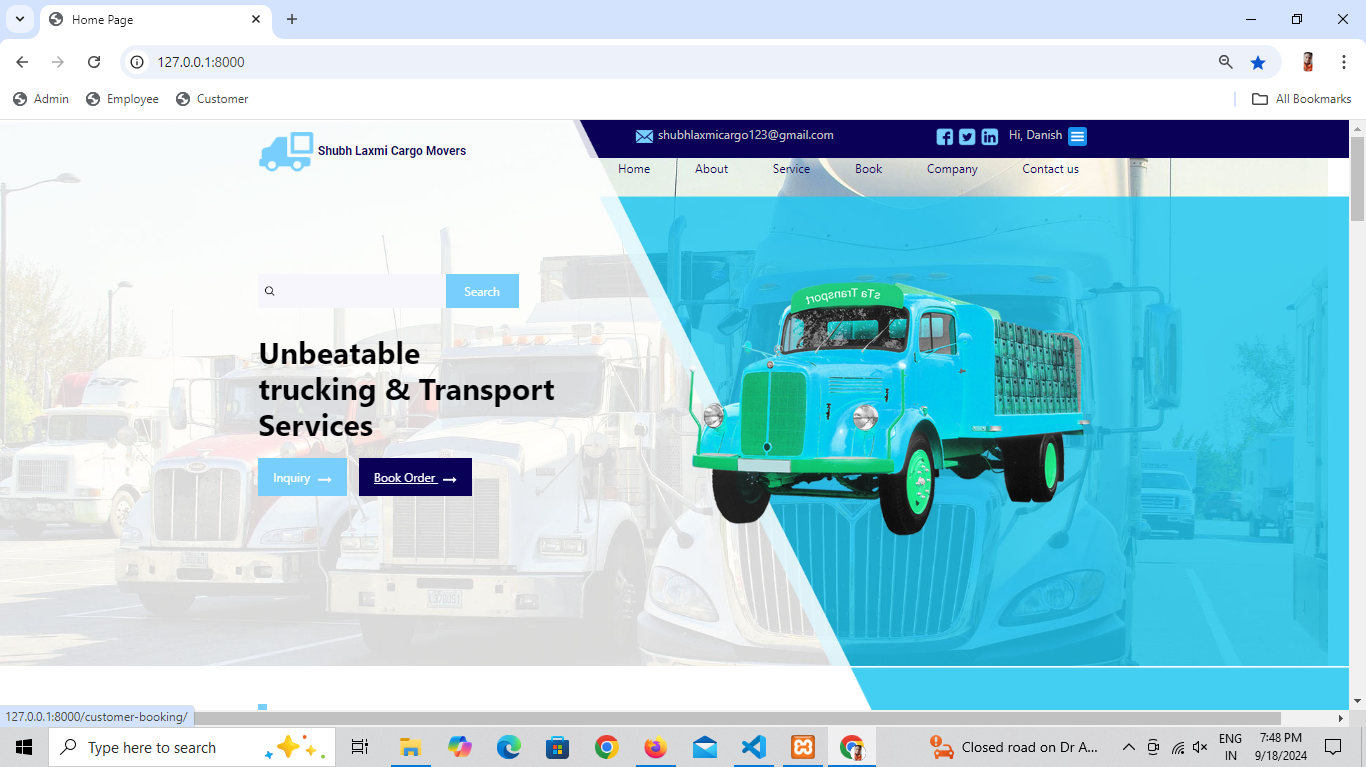 Home Page
127.0.0.1:8000
Admin
Employee
Customer
All Bookmarks
Shubh Laxmi Cargo Movers
shubhlaxmicargo123@gmail.com
Hi, Danish
Home
About
Service
Book
Company
Contact us
Search
sTa Transport
Unbeatable
trucking & Transport
Services
Inquiry
Book Order
127.0.0.1:8000/customer-booking/
Type here to search
Closed road on Dr A...
ENG
IN
7:48 PM
9/18/2024